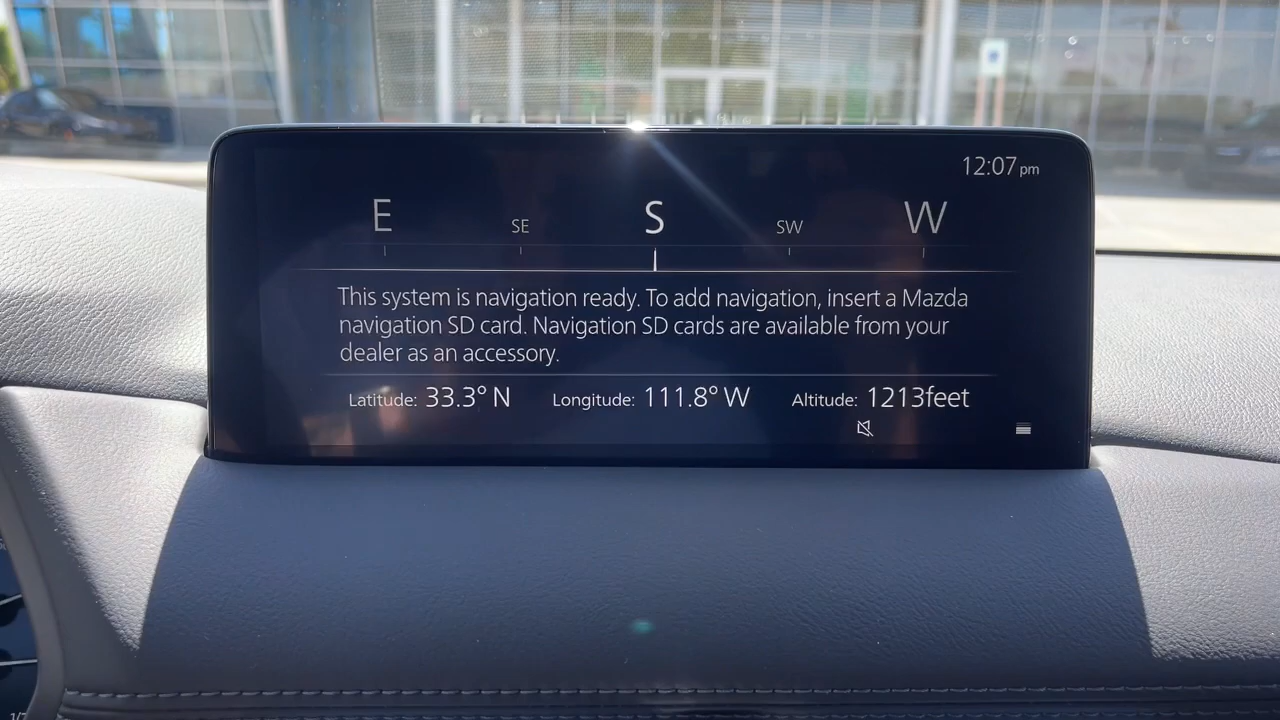 12:07 pm
E SE S SW W
This system is navigation ready. To add navigation, insert a Mazda
navigation SD card. Navigation SD cards are available from your
dealer as an accessory.
Latitude: 33.3° N Longitude: 111.8° W Altitude: 1213feet